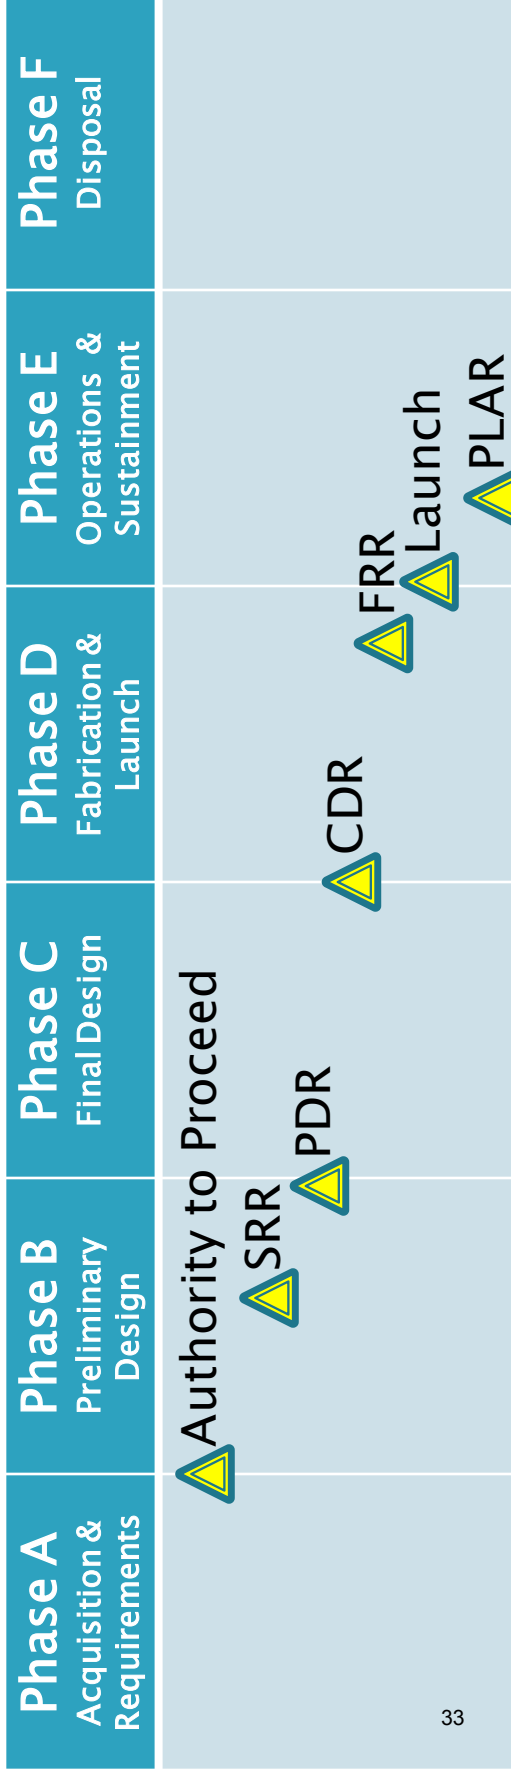 Phase A
Acquisition &
Requirements
Phase B
Preliminary
Design
Phase C
Final Design
Phase D
Fabrication &
Launch
Phase E
Operations &
Sustainment
Phase F
Disposal
Authority to Proceed
SRR
PDR
CDR
FRR
Launch
PLAR
33